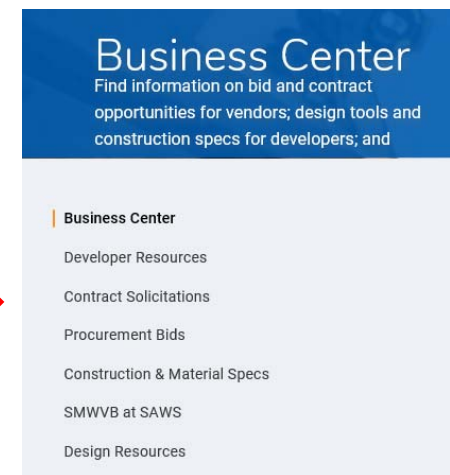 Business Center
Find information on bid and contract
opportunities for vendors; design tools and
construction specs for developers; and
Business Center
Developer Resources
Contract Solicitations
Procurement Bids
Construction & Material Specs
SMWVB at SAWS
Design Resources